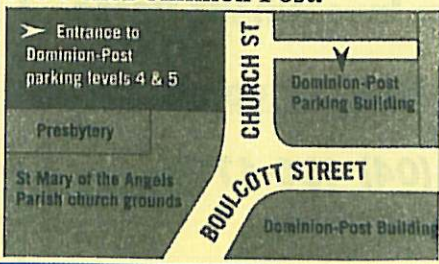 Entrance to
Dominion-Post
parking levels 4 & 5
CHURCH ST
Dominion-Post
Parking Building
Presbytery
St Mary of the Angels
Parish church grounds
BOULCOTT STREET
Dominion-Post Building